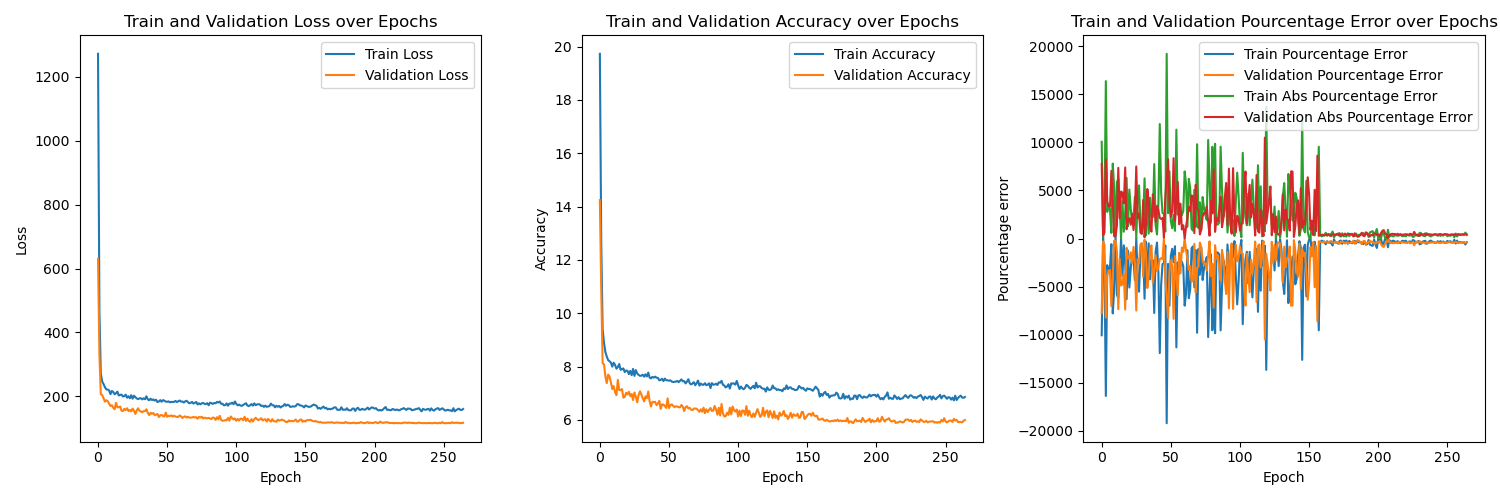 Train and Validation Loss over Epochs
Train Loss
Validation Loss
Loss
1200
1000
800
600
400
200
0
50
100
150
200
250
Epoch
Train and Validation Accuracy over Epochs
Train Accuracy
Validation Accuracy
Accuracy
20
18
16
14
12
10
8
6
0
50
100
150
200
250
Epoch
Train and Validation Pourcentage Error over Epochs
Train Pourcentage Error
Validation Pourcentage Error
Train Abs Pourcentage Error
Validation Abs Pourcentage Error
Pourcentage error
20000
15000
10000
5000
0
−5000
−10000
−15000
−20000
0
50
100
150
200
250
Epoch